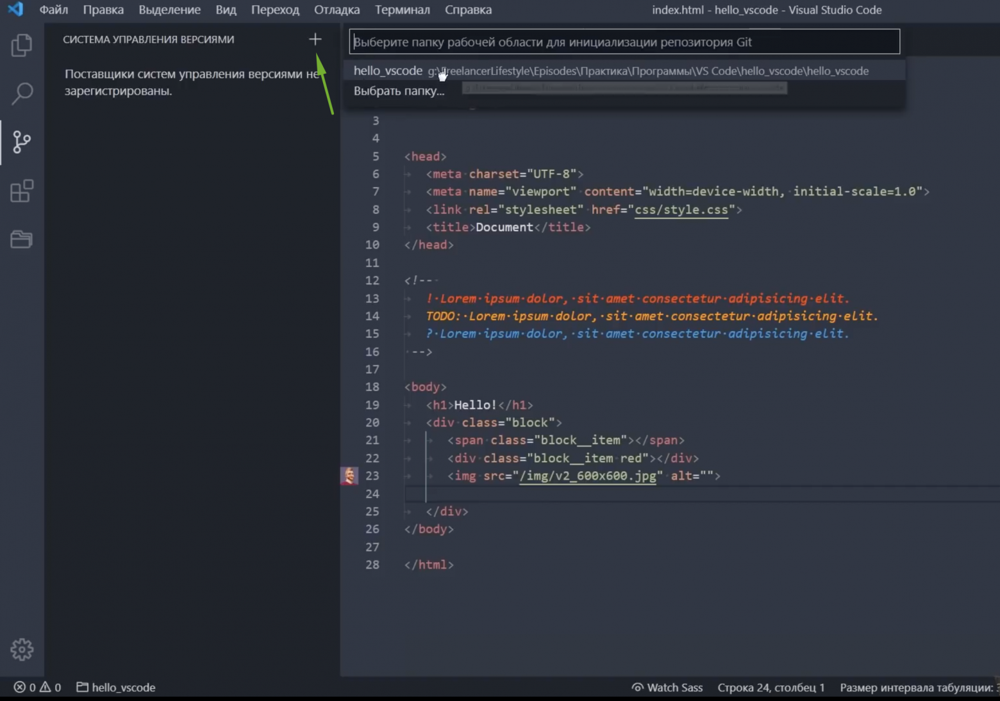 Файл Правка Выделение Вид Переход Отладка Терминал Справка
index.html - hello_vscode - Visual Studio Code
СИСТЕМА УПРАВЛЕНИЯ ВЕРСИЯМИ
Поставщики систем управления версиями не
зарегистрированы.
Выберите папку рабочей области для инициализации репозитория Git
hello_vscode g:\FreelancerLifestyle\Episodes\Практика\Программы\VS Code\hello_vscode\hello_vscode
Выбрать папку...
3
4
5 <head>
6 <meta charset="UTF-8">
7 <meta name="viewport" content="width=device-width, initial-scale=1.0">
8 <link rel="stylesheet" href="css/style.css">
9 <title>Document</title>
10 </head>
11
12 <!--
13 ! Lorem ipsum dolor, sit amet consectetur adipisicing elit.
14 TODO: Lorem ipsum dolor, sit amet consectetur adipisicing elit.
15 ? Lorem ipsum dolor, sit amet consectetur adipisicing elit.
16 -->
17
18 <body>
19 <h1>Hello!</h1>
20 <div class="block">
21 <span class="block__item"></span>
22 <div class="block__item red"></div>
23 <img src="/img/v2_600x600.jpg" alt="">
24
25 </div>
26 </body>
27
28 </html>
0 0 hello_vscode
Watch Sass Строка 24, столбец 1 Размер интервала табуляции: